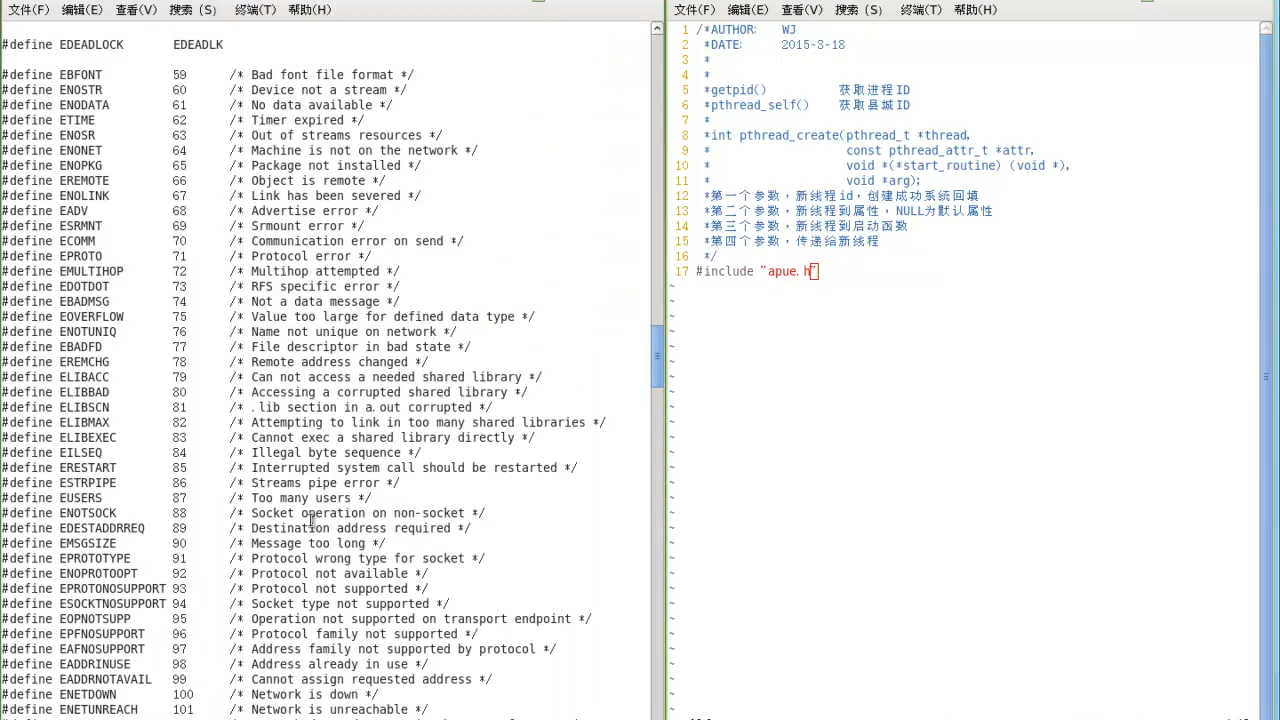 文件(F) 编辑(E) 查看(V) 搜索 (S) 终端(T) 帮助(H)
#define EDEADLOCK EDEADLK
#define EBFONT 59 /* Bad font file format */
#define ENOSTR 60 /* Device not a stream */
#define ENODATA 61 /* No data available */
#define ETIME 62 /* Timer expired */
#define ENOSR 63 /* Out of streams resources */
#define ENONET 64 /* Machine is not on the network */
#define ENOPKG 65 /* Package not installed */
#define EREMOTE 66 /* Object is remote */
#define ENOLINK 67 /* Link has been severed */
#define EADV 68 /* Advertise error */
#define ESRMNT 69 /* Srmount error */
#define ECOMM 70 /* Communication error on send */
#define EPROTO 71 /* Protocol error */
#define EMULTIHOP 72 /* Multihop attempted */
#define EDOTDOT 73 /* RFS specific error */
#define EBADMSG 74 /* Not a data message */
#define EOVERFLOW 75 /* Value too large for defined data type */
#define ENOTUNIQ 76 /* Name not unique on network */
#define EBADFD 77 /* File descriptor in bad state */
#define EREMCHG 78 /* Remote address changed */
#define ELIBACC 79 /* Can not access a needed shared library */
#define ELIBBAD 80 /* Accessing a corrupted shared library */
#define ELIBSCN 81 /* .lib section in a.out corrupted */
#define ELIBMAX 82 /* Attempting to link in too many shared libraries */
#define ELIBEXEC 83 /* Cannot exec a shared library directly */
#define EILSEQ 84 /* Illegal byte sequence */
#define ERESTART 85 /* Interrupted system call should be restarted */
#define ESTRPIPE 86 /* Streams pipe error */
#define EUSERS 87 /* Too many users */
#define ENOTSOCK 88 /* Socket operation on non-socket */
#define EDESTADDRREQ 89 /* Destination address required */
#define EMSGSIZE 90 /* Message too long */
#define EPROTOTYPE 91 /* Protocol wrong type for socket */
#define ENOPROTOOPT 92 /* Protocol not available */
#define EPROTONOSUPPORT 93 /* Protocol not supported */
#define ESOCKTNOSUPPORT 94 /* Socket type not supported */
#define EOPNOTSUPP 95 /* Operation not supported on transport endpoint */
#define EPFNOSUPPORT 96 /* Protocol family not supported */
#define EAFNOSUPPORT 97 /* Address family not supported by protocol */
#define EADDRINUSE 98 /* Address already in use */
#define EADDRNOTAVAIL 99 /* Cannot assign requested address */
#define ENETDOWN 100 /* Network is down */
#define ENETUNREACH 101 /* Network is unreachable */
文件(F) 编辑(E) 查看(V) 搜索 (S) 终端(T) 帮助(H)
1 /*AUTHOR: WJ
2 *DATE: 2015-3-18
3 *
4 *
5 *getpid() 获取进程ID
6 *pthread_self() 获取县城ID
7 *
8 *int pthread_create(pthread_t *thread,
9 * const pthread_attr_t *attr,
10 * void *(*start_routine) (void *),
11 * void *arg);
12 *第一个参数，新线程id，创建成功系统回填
13 *第二个参数，新线程到属性，NULL为默认属性
14 *第三个参数，新线程到启动函数
15 *第四个参数，传递给新线程
16 */
17 #include "apue.h"